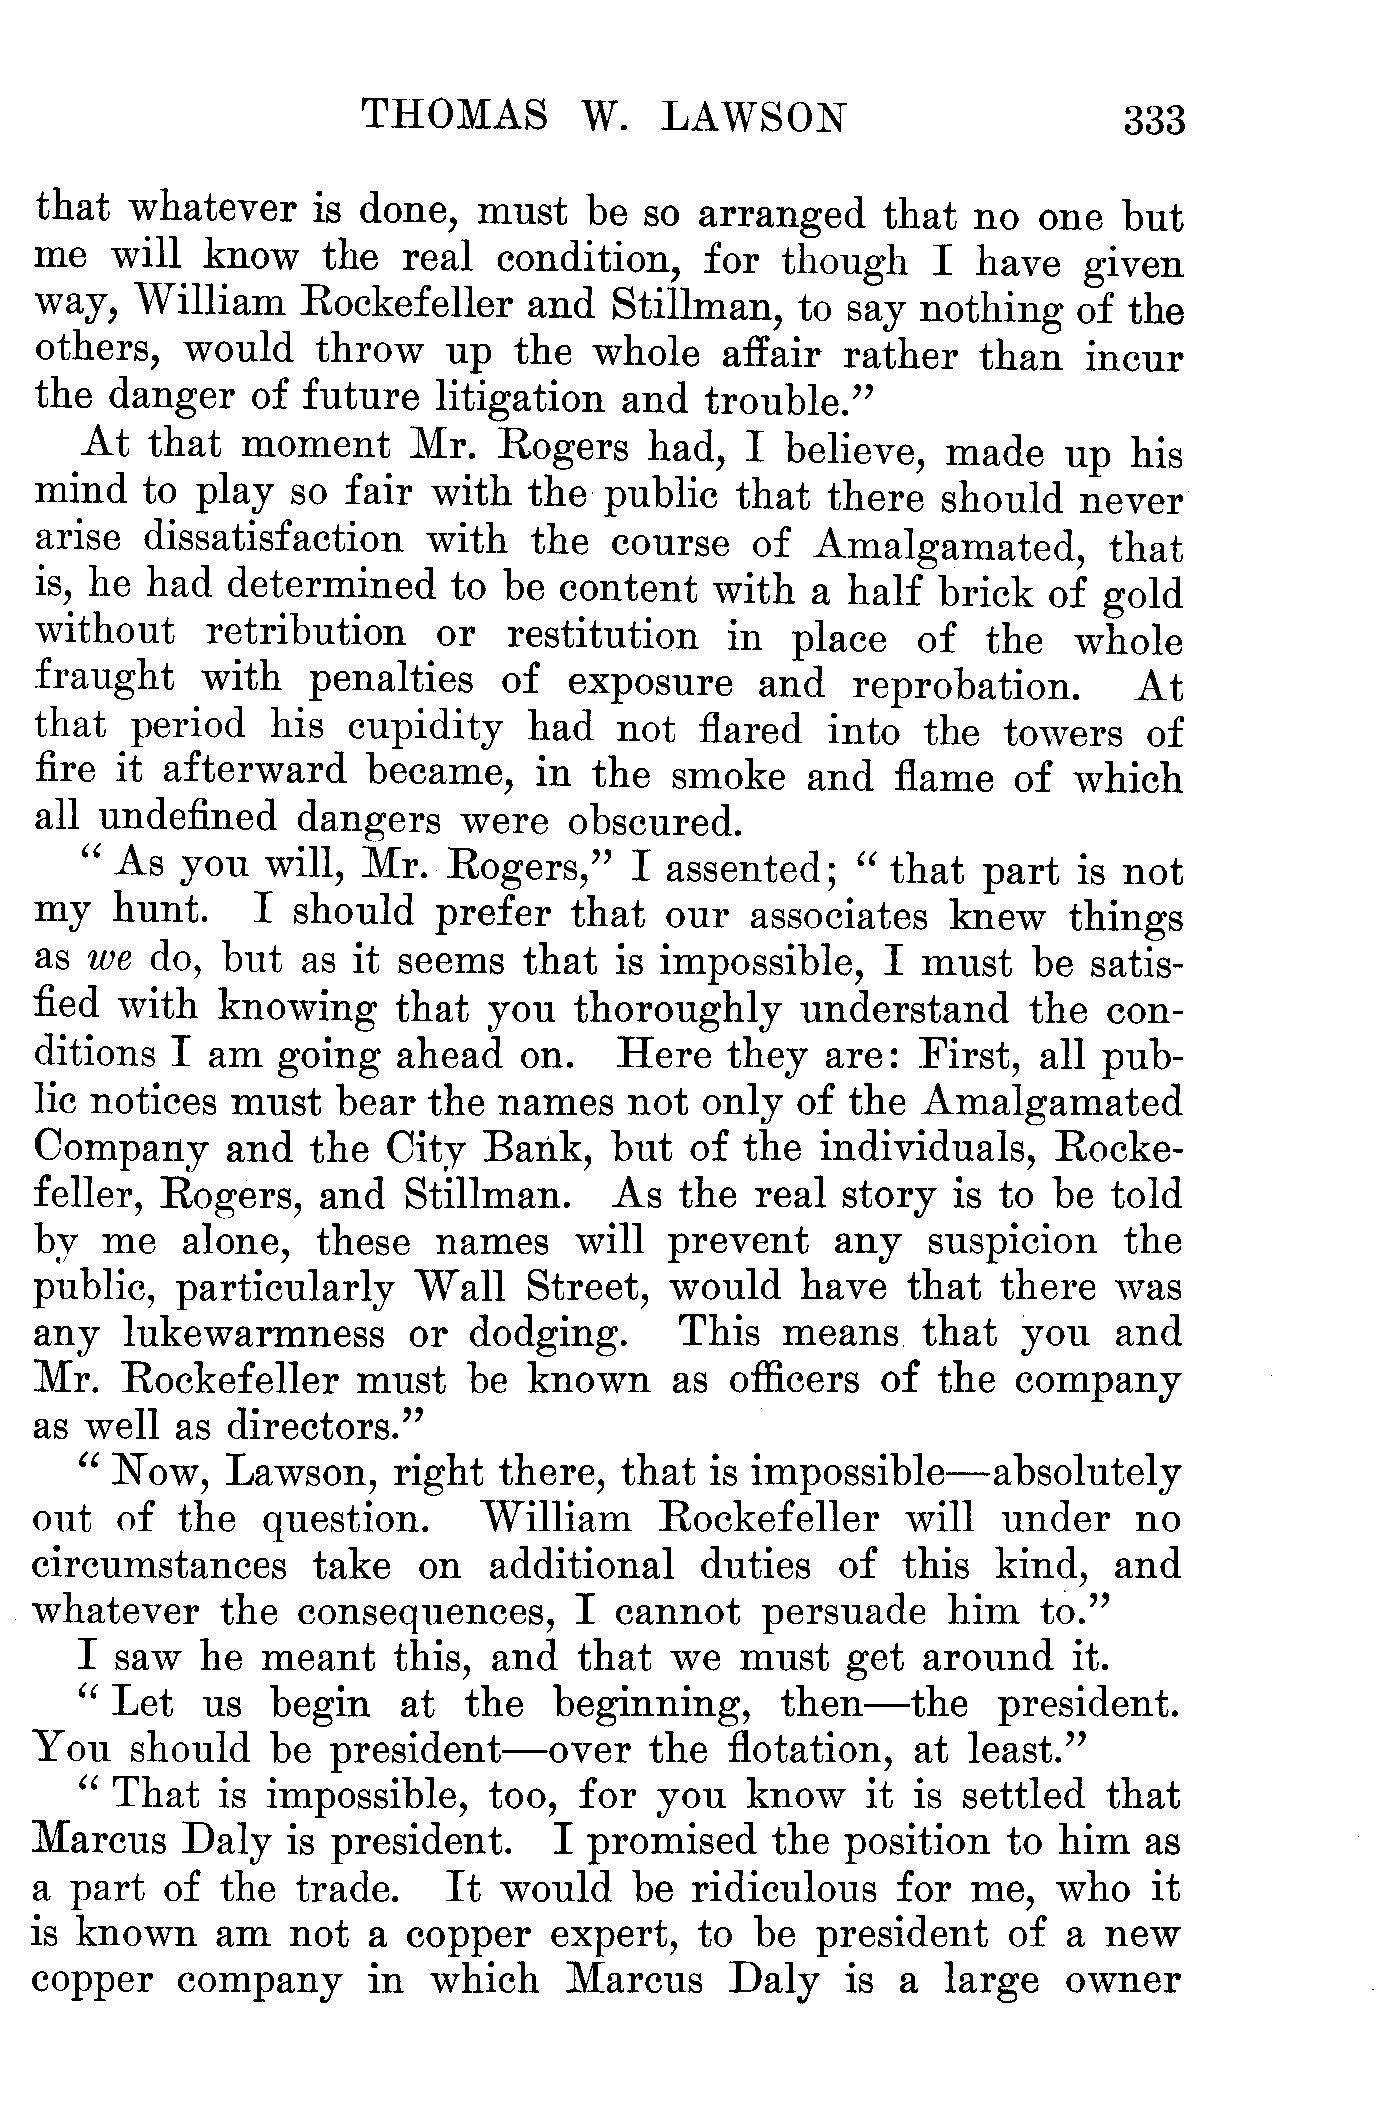 THOMAS W. LAWSON 333
that whatever is done, must be so arranged that no one but
me will know the real condition, for though I have given
way, William Rockefeller and Stillman, to say nothing of the
others, would throw up the whole affair rather than incur
the danger of future litigation and trouble.”
At that moment Mr. Rogers had, I believe, made up his
mind to play so fair with the public that there should never
arise dissatisfaction with the course of Amalgamated, that
is, he had determined to be content with a half brick of gold
without retribution or restitution in place of the whole
fraught with penalties of exposure and reprobation. At
that period his cupidity had not flared into the towers of
fire it afterward became, in the smoke and flame of which
all undefined dangers were obscured.
“ As you will, Mr. Rogers,” I assented; “ that part is not
my hunt. I should prefer that our associates knew things
as we do, but as it seems that is impossible, I must be satis-
fied with knowing that you thoroughly understand the con-
ditions I am going ahead on. Here they are: First, all pub-
lic notices must bear the names not only of the Amalgamated
Company and the City Bank, but of the individuals, Rocke-
feller, Rogers, and Stillman. As the real story is to be told
by me alone, these names will prevent any suspicion the
public, particularly Wall Street, would have that there was
any lukewarmness or dodging. This means that you and
Mr. Rockefeller must be known as officers of the company
as well as directors.”
“ Now, Lawson, right there, that is impossible—absolutely
out of the question. William Rockefeller will under no
circumstances take on additional duties of this kind, and
whatever the consequences, I cannot persuade him to.”
I saw he meant this, and that we must get around it.
“ Let us begin at the beginning, then—the president.
You should be president—over the flotation, at least.”
“ That is impossible, too, for you know it is settled that
Marcus Daly is president. I promised the position to him as
a part of the trade. It would be ridiculous for me, who it
is known am not a copper expert, to be president of a new
copper company in which Marcus Daly is a large owner